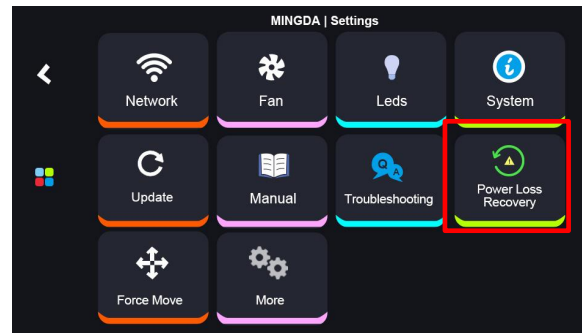 MINGDA | Settings
Network
Fan
Leds
System
Update
Manual
Troubleshooting
Power Loss
Recovery
Force Move
More